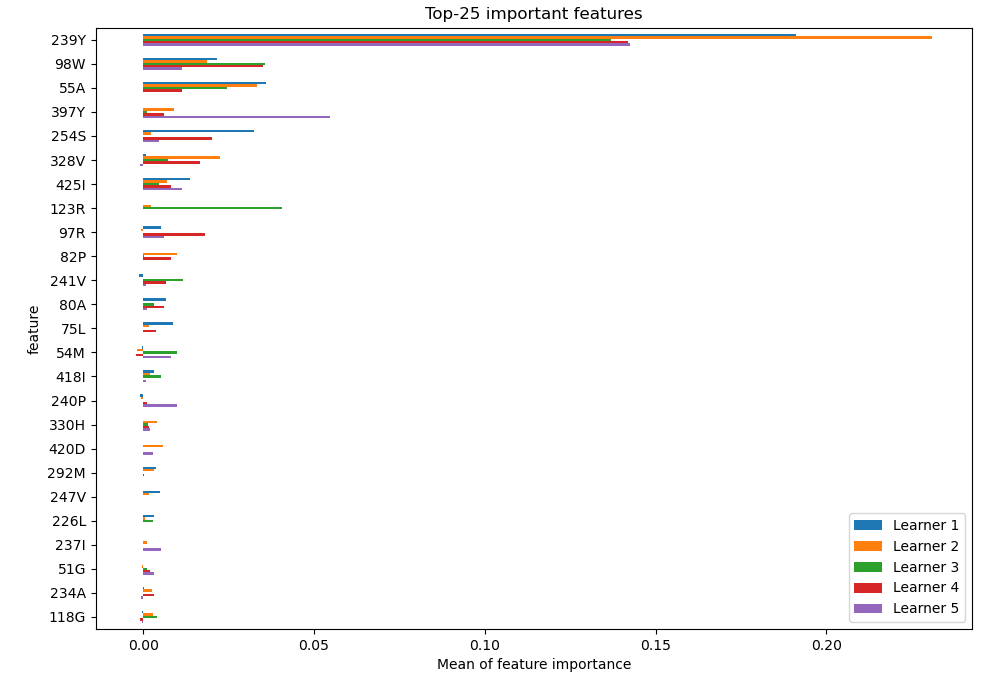 Top-25 important features
239Y
98W
55A
397Y
254S
328V
425I
123R
97R
82P
241V
80A
75L
54M
418I
240P
330H
420D
292M
247V
226L
237I
51G
234A
118G
feature
Learner 1
Learner 2
Learner 3
Learner 4
Learner 5
0.00 0.05 0.10 0.15 0.20
Mean of feature importance